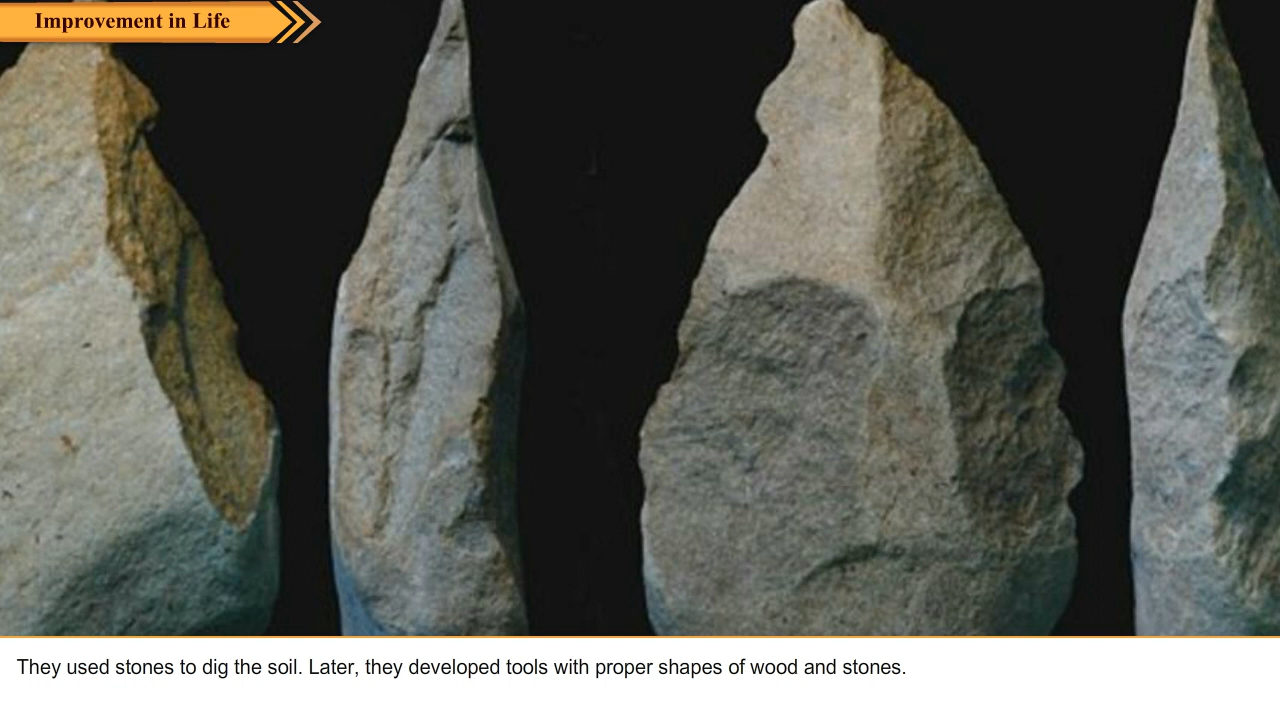 Improvement in Life
They used stones to dig the soil. Later, they developed tools with proper shapes of wood and stones.